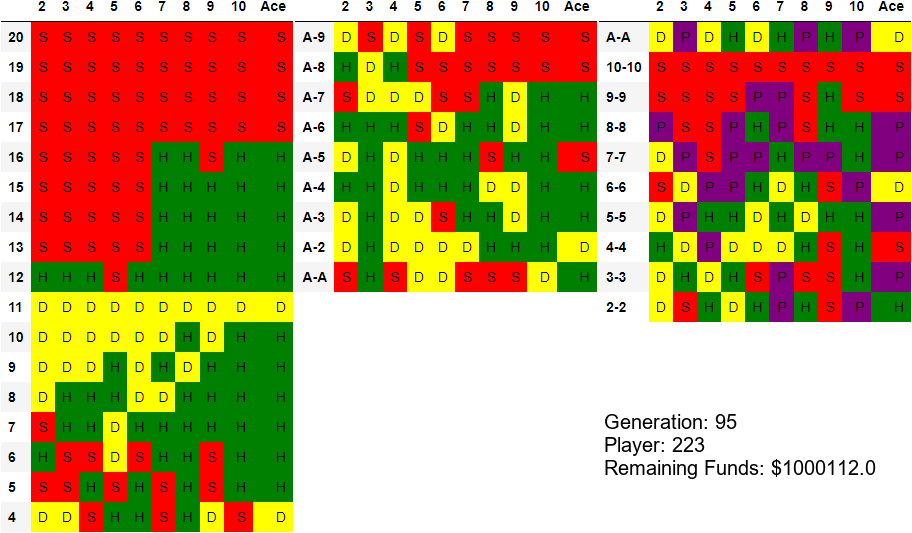 2 3 4 5 6 7 8 9 10 Ace
20 S S S S S S S S S S
19 S S S S S S S S S S
18 S S S S S S S S S S
17 S S S S S S S S S S
16 S S S S S H H S H H
15 S S S S S H H H H H
14 S S S S S H H H H H
13 S S S S S H H H H H
12 H H H S H H H H H H
11 D D D D D D D D D D
10 D D D D D D H D H H
9 D D D H D H D H H H
8 D H H H D D H H H H
7 S H H D H H H H H H
6 H S S D S H H S H H
5 S S H S H S H S H H
4 D D S H H S H D S D
2 3 4 5 6 7 8 9 10 Ace
A-9 D S D S D S S S S S
A-8 H D H S S S S S S S
A-7 S D D D S S H D H H
A-6 H H H S D H H D H H
A-5 D H D H H H S H H S
A-4 H H D H H H D D H H
A-3 D H D D S H H D H H
A-2 D H D D D D H H H D
A-A S H S D D S S S D H
2 3 4 5 6 7 8 9 10 Ace
A-A D P D H D H P H P D
10-10 S S S S S S S S S S
9-9 S S S S P P S H S S
8-8 P S S P H P S H H P
7-7 D P S P P H P P H P
6-6 S D P P H D H S P D
5-5 D P H H D H D H H P
4-4 H D P D D D H S H S
3-3 D H D H S P S S H P
2-2 D S H D H P H S P H
Generation: 95
Player: 223
Remaining Funds: $1000112.0